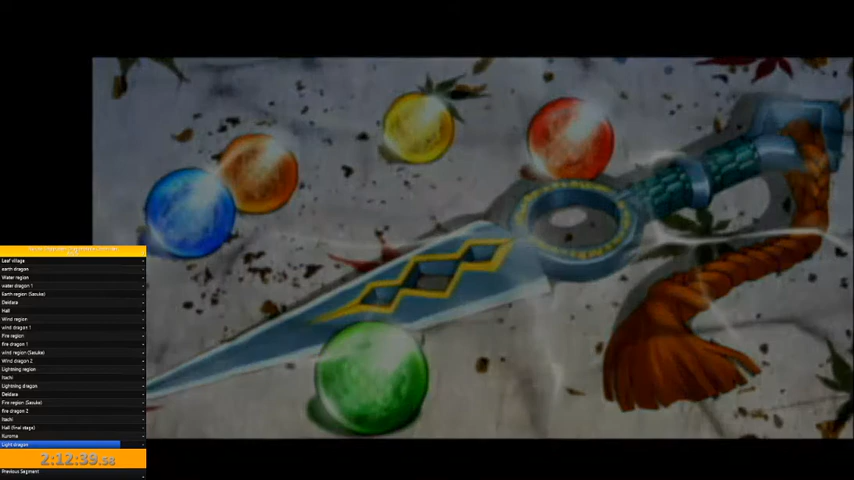 Leaf village
earth dragon
Water region
water dragon 1
Earth region (Sasuke)
Deidara
Hall
Wind region
wind dragon 1
Fire region
fire dragon 1
wind region (Sasuke)
Wind dragon 2
Lightning region
Itachi
Lightning dragon
Deidara
Fire region (Sasuke)
fire dragon 2
Itachi
Hall (final stage)
Kuroma
Light dragon
2:12:39.58
Previous Segment